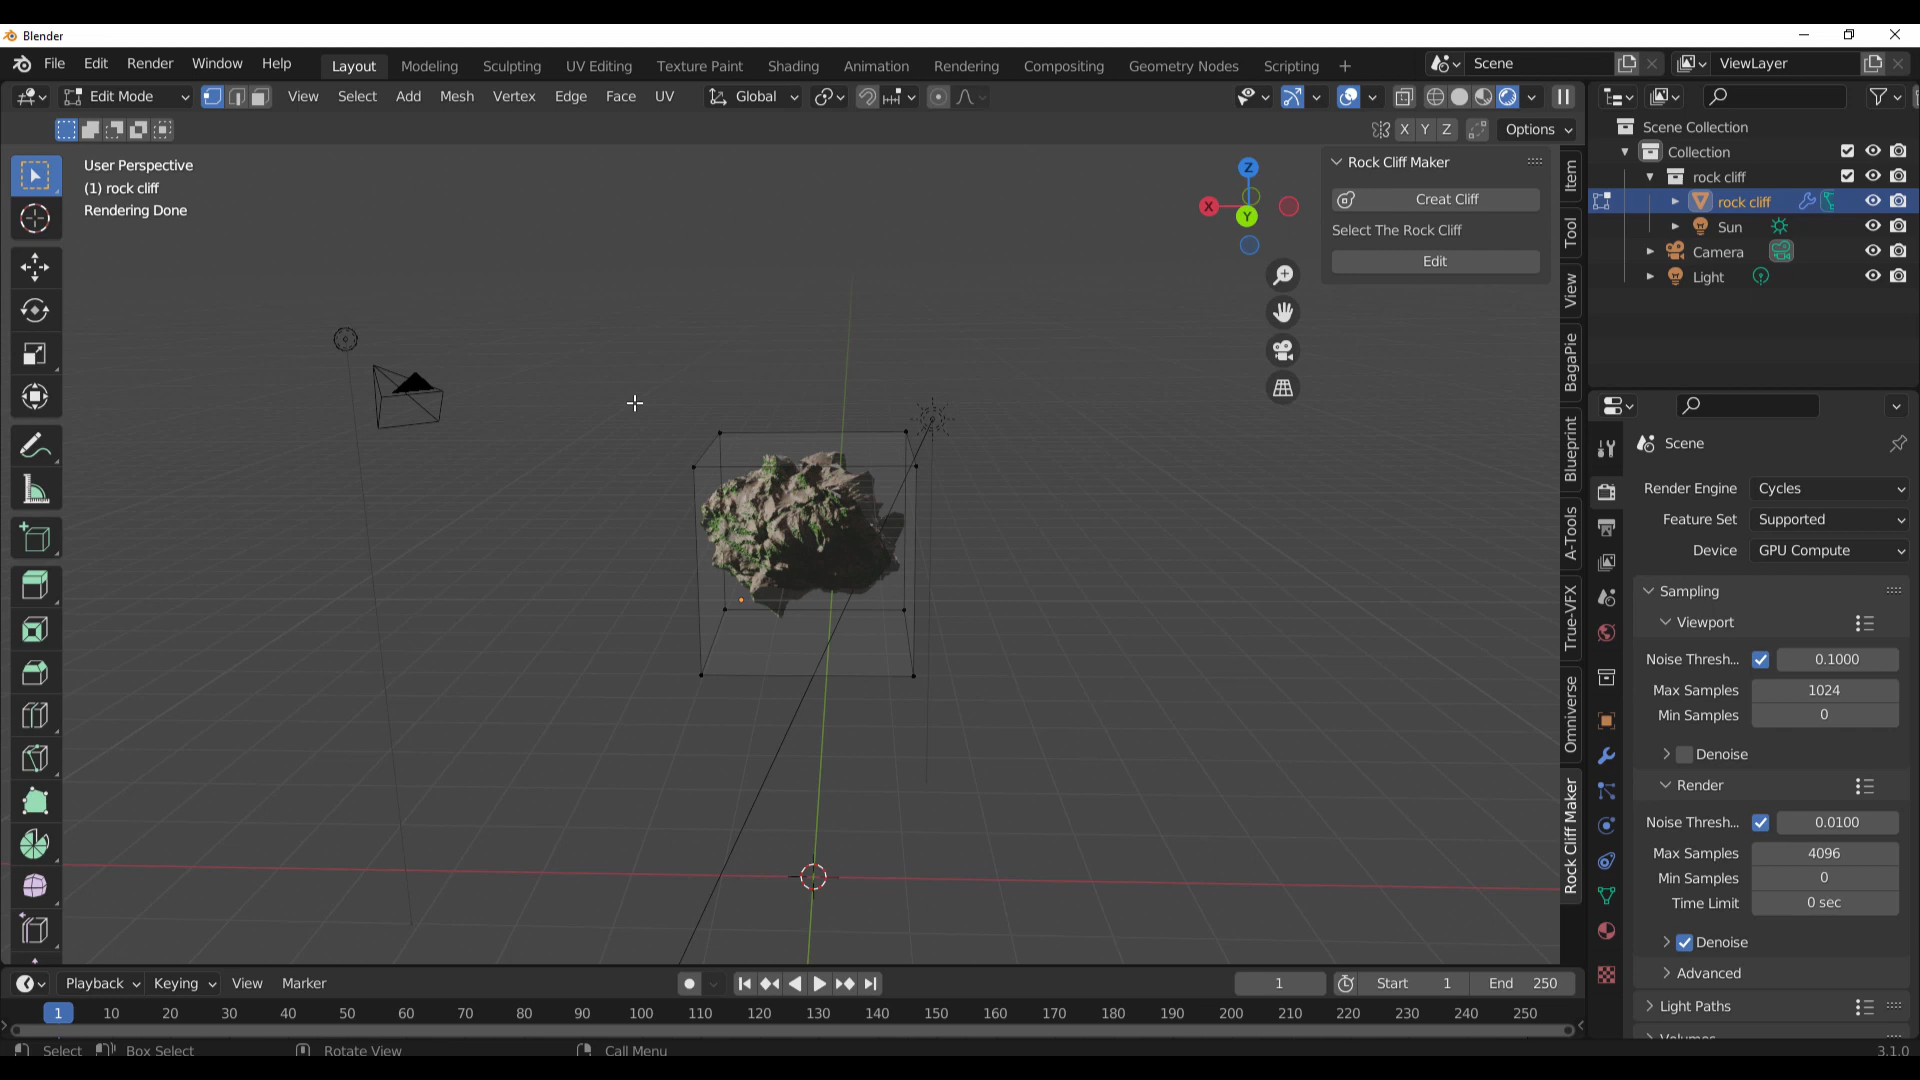 Blender
File Edit Render Window Help Layout Modeling Sculpting UV Editing Texture Paint Shading Animation Rendering Compositing Geometry Nodes Scripting + Scene ViewLayer
Edit Mode View Select Add Mesh Vertex Edge Face UV Global
X Y Z Options
User Perspective
(1) rock cliff
Rendering Done
Z
X
Y
Rock Cliff Maker
Creat Cliff
Select The Rock Cliff
Edit
Item
Tool
View
BagaPie
Blueprint
A-Tools
True-VFX
Omniverse
Rock Cliff Maker
Scene Collection
Collection
rock cliff
rock cliff
Sun
Camera
Light
Scene
Render Engine Cycles
Feature Set Supported
Device GPU Compute
Sampling
Viewport
Noise Thresh... 0.1000
Max Samples 1024
Min Samples 0
Denoise
Render
Noise Thresh... 0.0100
Max Samples 4096
Min Samples 0
Time Limit 0 sec
Denoise
Advanced
Light Paths
Volumes
Playback Keying View Marker 1 Start 1 End 250
1 10 20 30 40 50 60 70 80 90 100 110 120 130 140 150 160 170 180 190 200 210 220 230 240 250
Select Box Select Rotate View Call Menu 3.1.0